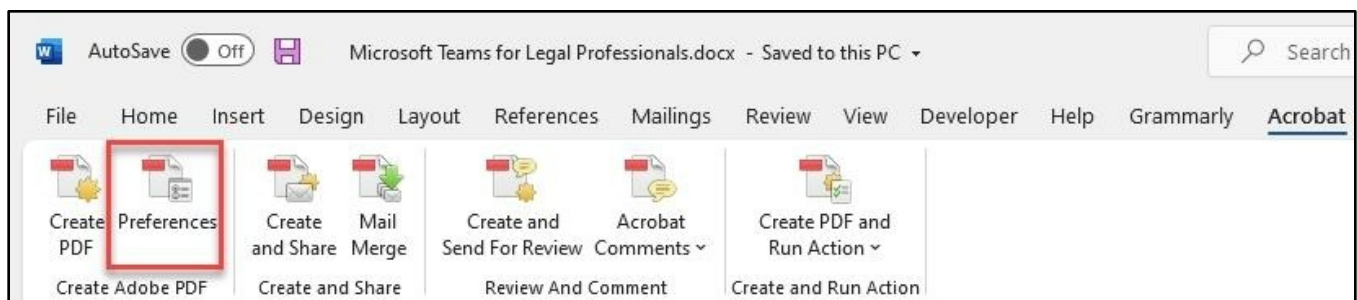 AutoSave Off Microsoft Teams for Legal Professionals.docx - Saved to this PC Search
File Home Insert Design Layout References Mailings Review View Developer Help Grammarly Acrobat
Create Preferences Create Mail Create and Acrobat Create PDF and
PDF and Share Merge Send For Review Comments Run Action
Create Adobe PDF Create and Share Review And Comment Create and Run Action